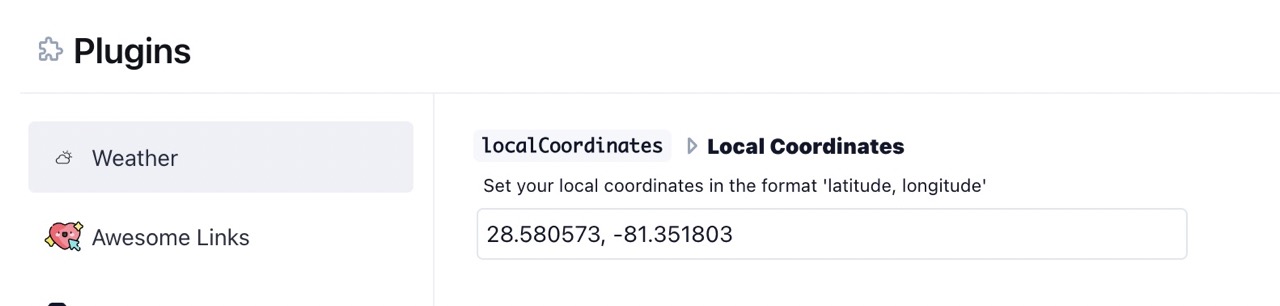 Plugins
Weather
Awesome Links
localCoordinates Local Coordinates
Set your local coordinates in the format 'latitude, longitude'
28.580573, -81.351803